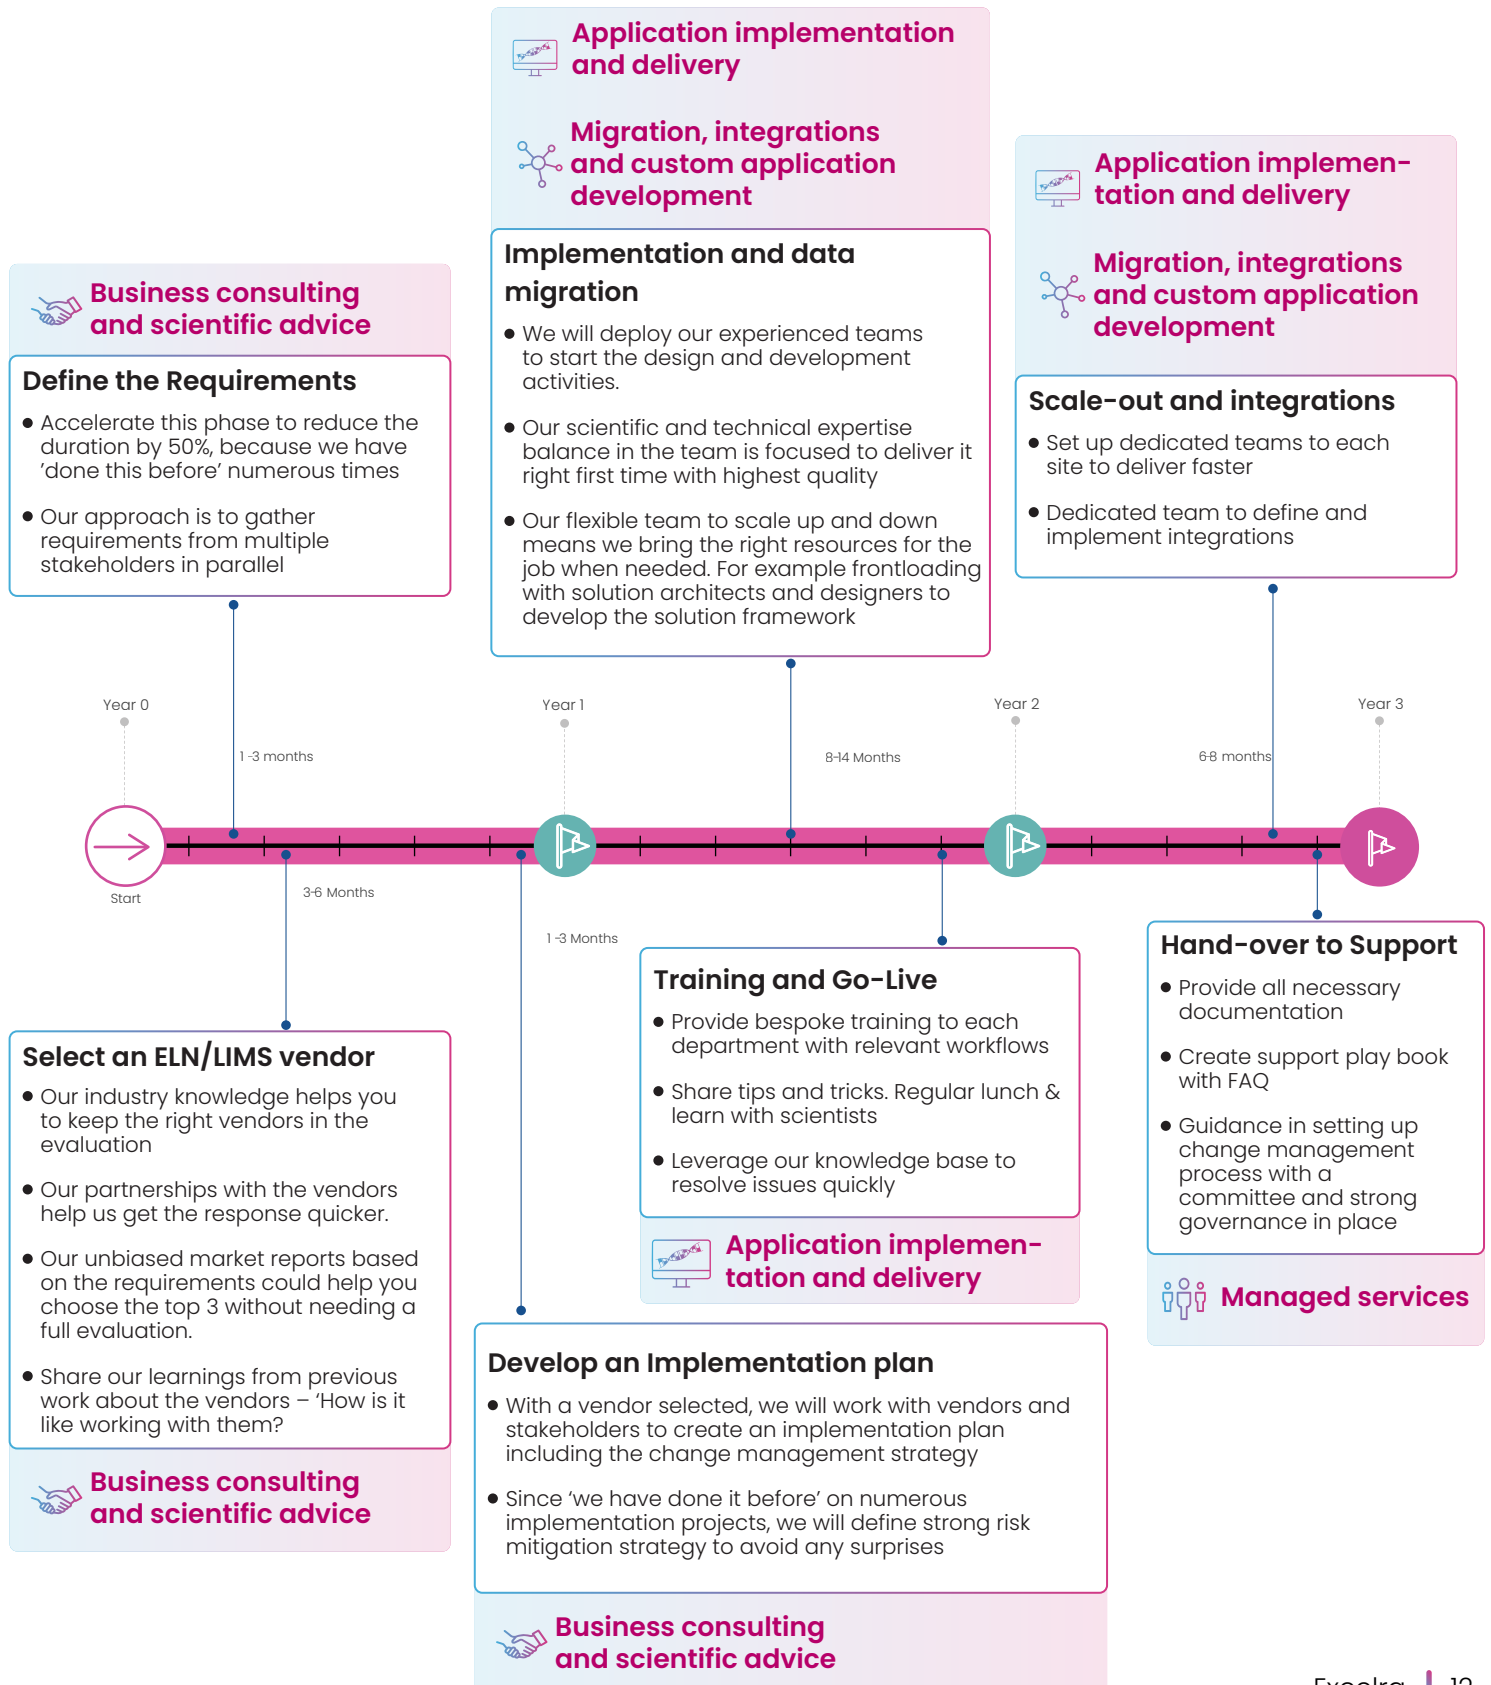 Application implementation
and delivery
Migration, integrations
and custom application
development
Implementation and data
migration
• We will deploy our experienced teams
to start the design and development
activities.
• Our scientific and technical expertise
balance in the team is focused to deliver it
right first time with highest quality
• Our flexible team to scale up and down
means we bring the right resources for the
job when needed. For example frontloading
with solution architects and designers to
develop the solution framework
Application implemen-
tation and delivery
Migration, integrations
and custom application
development
Scale-out and integrations
• Set up dedicated teams to each
site to deliver faster
• Dedicated team to define and
implement integrations
Business consulting
and scientific advice
Define the Requirements
• Accelerate this phase to reduce the
duration by 50%, because we have
'done this before' numerous times
• Our approach is to gather
requirements from multiple
stakeholders in parallel
Year 0
Year 1
Year 2
Year 3
1 -3 months
8-14 Months
6-8 months
Start
3-6 Months
1 -3 Months
Select an ELN/LIMS vendor
• Our industry knowledge helps you
to keep the right vendors in the
evaluation
• Our partnerships with the vendors
help us get the response quicker.
• Our unbiased market reports based
on the requirements could help you
choose the top 3 without needing a
full evaluation.
• Share our learnings from previous
work about the vendors – ‘How is it
like working with them?
Business consulting
and scientific advice
Training and Go-Live
• Provide bespoke training to each
department with relevant workflows
• Share tips and tricks. Regular lunch &
learn with scientists
• Leverage our knowledge base to
resolve issues quickly
Application implemen-
tation and delivery
Develop an Implementation plan
• With a vendor selected, we will work with vendors and
stakeholders to create an implementation plan
including the change management strategy
• Since ‘we have done it before’ on numerous
implementation projects, we will define strong risk
mitigation strategy to avoid any surprises
Business consulting
and scientific advice
Hand-over to Support
• Provide all necessary
documentation
• Create support play book
with FAQ
• Guidance in setting up
change management
process with a
committee and strong
governance in place
Managed services